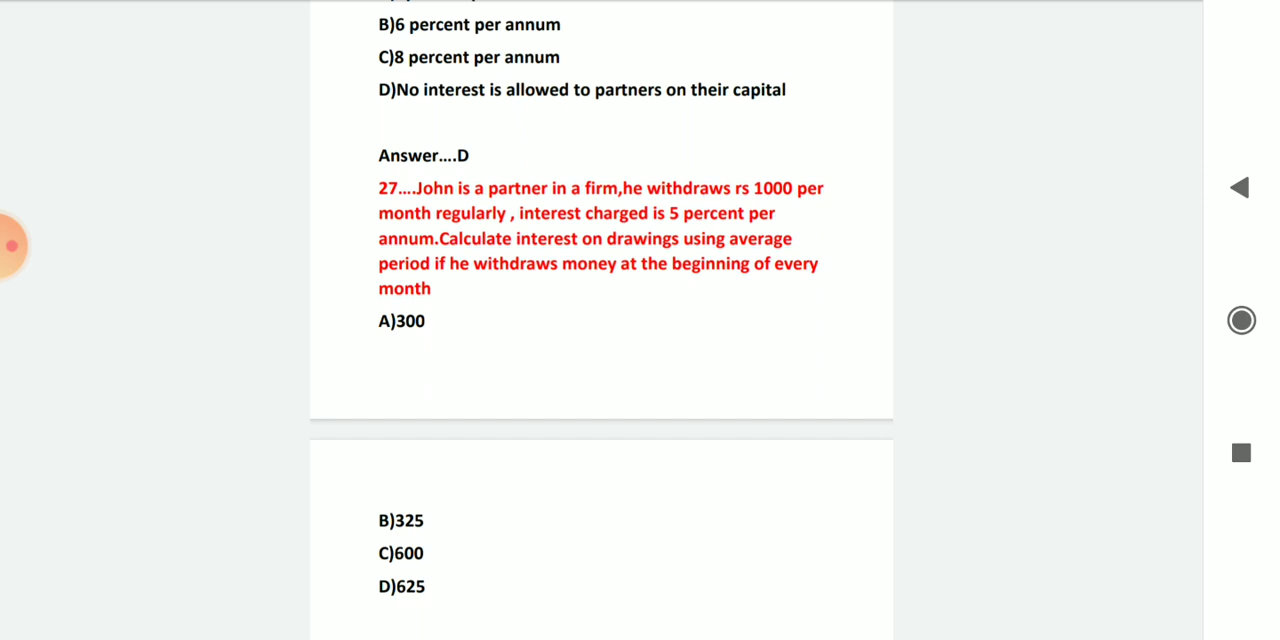 B)6 percent per annum
C)8 percent per annum
D)No interest is allowed to partners on their capital
Answer....D
27....John is a partner in a firm,he withdraws rs 1000 per
month regularly , interest charged is 5 percent per
annum.Calculate interest on drawings using average
period if he withdraws money at the beginning of every
month
A)300
B)325
C)600
D)625